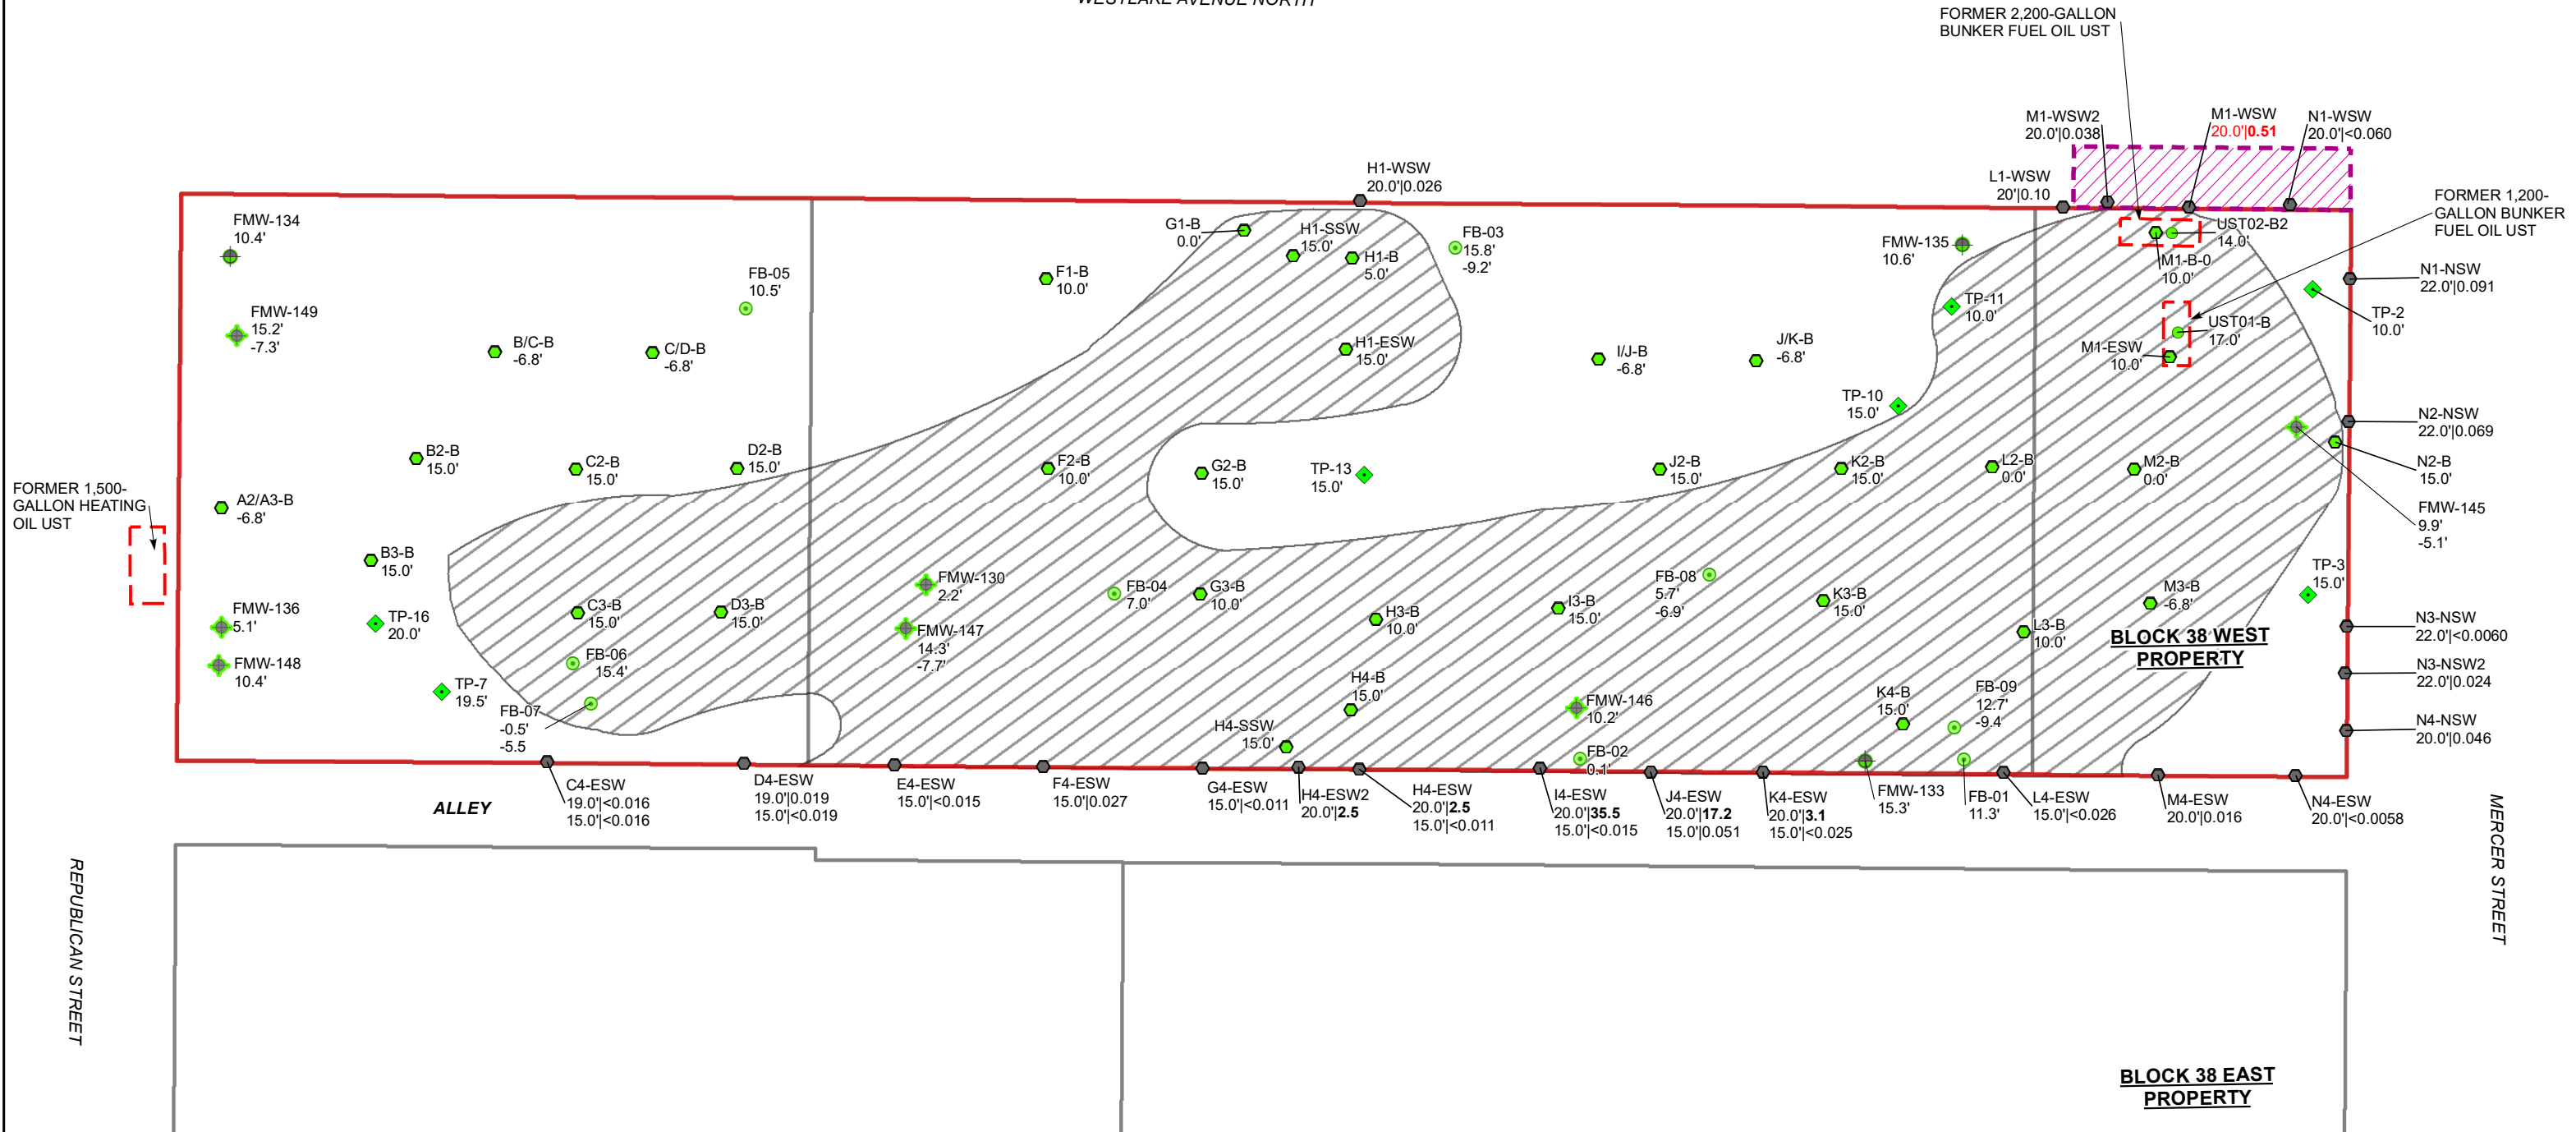 WESTLAKE AVENUE NORTH
FORMER 2,200-GALLON
BUNKER FUEL OIL UST
M1-WSW2
20.0'|0.038
M1-WSW
20.0'|0.51
N1-WSW
20.0'|<0.060
H1-WSW
20.0'|0.026
L1-WSW
20'|0.10
FORMER 1,200-
GALLON BUNKER
FUEL OIL UST
FMW-134
10.4'
G1-B
0.0'
H1-SSW
15.0'
H1-B
5.0'
FB-03
15.8'
-9.2'
FMW-135
10.6'
UST02-B2
14.0'
M1-B-0
10.0'
N1-NSW
22.0'|0.091
FB-05
10.5'
F1-B
10.0'
TP-11
10.0'
TP-2
10.0'
FMW-149
15.2'
-7.3'
B/C-B
-6.8'
C/D-B
-6.8'
H1-ESW
15.0'
I/J-B
-6.8'
J/K-B
-6.8'
UST01-B
17.0'
M1-ESW
10.0'
TP-10
15.0'
N2-NSW
22.0'|0.069
B2-B
15.0'
C2-B
15.0'
D2-B
15.0'
F2-B
10.0'
G2-B
15.0'
TP-13
15.0'
J2-B
15.0'
K2-B
15.0'
L2-B
0.0'
M2-B
0.0'
N2-B
15.0'
FORMER 1,500-
GALLON HEATING
OIL UST
A2/A3-B
-6.8'
FMW-145
9.9'
-5.1'
B3-B
15.0'
FMW-130
2.2'
FB-04
7.0'
G3-B
10.0'
FB-08
5.7'
-6.9'
K3-B
15.0'
M3-B
-6.8'
TP-3
15.0'
FMW-136
5.1'
TP-16
20.0'
C3-B
15.0'
D3-B
15.0'
FMW-147
14.3'
-7.7'
H3-B
10.0'
I3-B
15.0'
L3-B
10.0'
BLOCK 38 WEST
PROPERTY
N3-NSW
22.0'|<0.0060
FMW-148
10.4'
FB-06
15.4'
N3-NSW2
22.0'|0.024
TP-7
19.5'
FB-07
-0.5'
-5.5
H4-B
15.0'
H4-SSW
15.0'
FMW-146
10.2'
K4-B
15.0'
FB-09
12.7'
-9.4
N4-NSW
20.0'|0.046
FB-02
0.1'
ALLEY
C4-ESW
19.0'|<0.016
15.0'|<0.016
D4-ESW
19.0'|0.019
15.0'|<0.019
E4-ESW
15.0'|<0.015
F4-ESW
15.0'|0.027
G4-ESW
15.0'|<0.011
H4-ESW2
20.0'|2.5
H4-ESW
20.0'|2.5
15.0'|<0.011
I4-ESW
20.0'|35.5
15.0'|<0.015
J4-ESW
20.0'|17.2
15.0'|0.051
K4-ESW
20.0'|3.1
15.0'|<0.025
FMW-133
15.3'
FB-01
11.3'
L4-ESW
15.0'|<0.026
M4-ESW
20.0'|0.016
N4-ESW
20.0'|<0.0058
REPUBLICAN STREET
MERCER STREET
BLOCK 38 EAST
PROPERTY